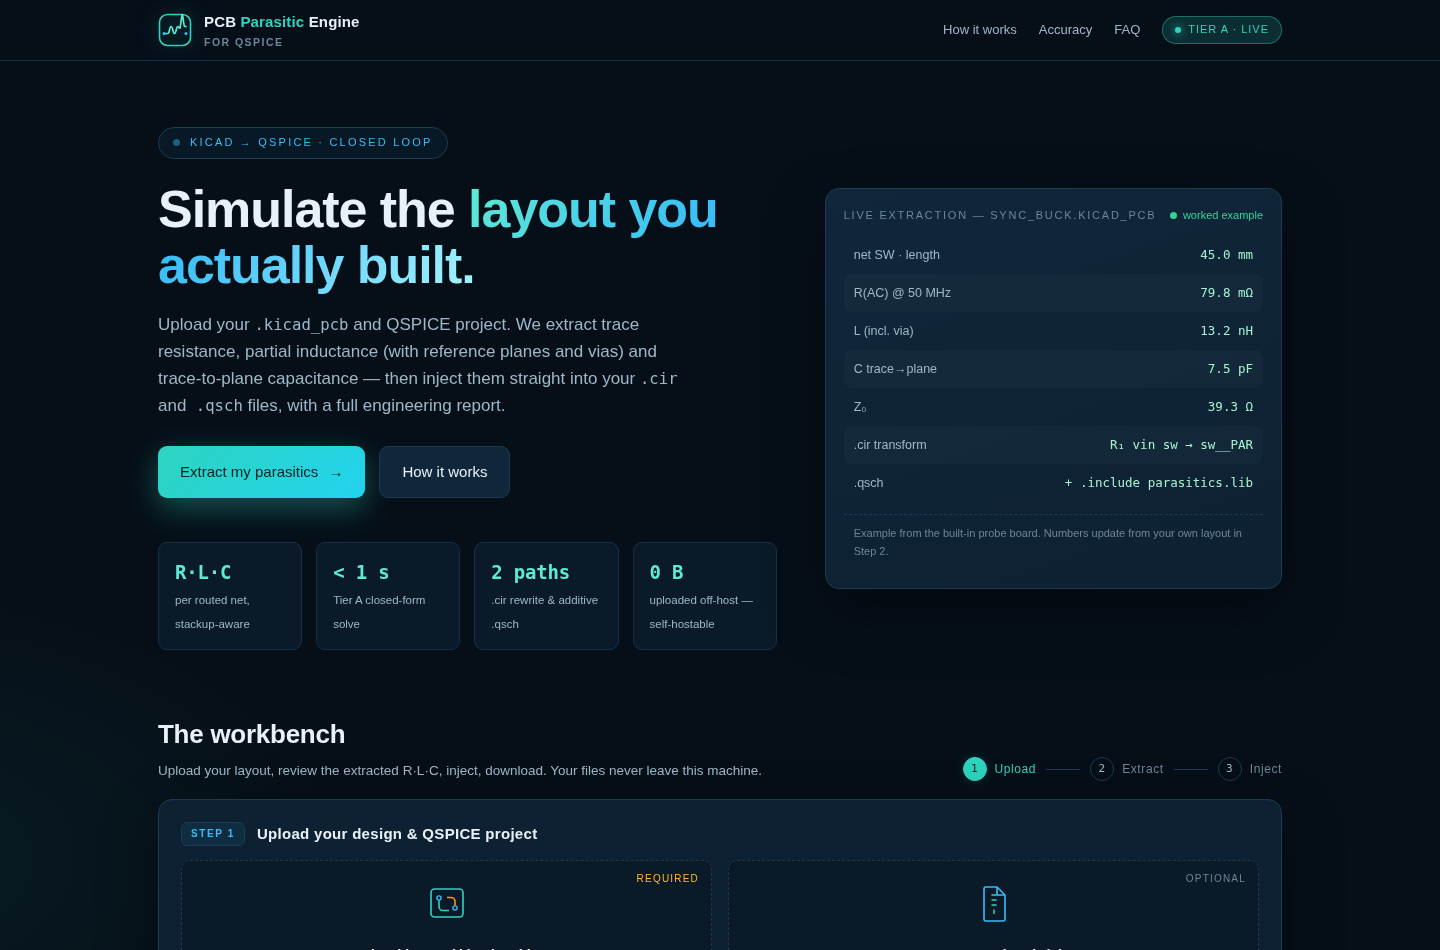 PCB Parasitic Engine
FOR QSPICE
How it works
Accuracy
FAQ
TIER A · LIVE
KICAD → QSPICE · CLOSED LOOP
Simulate the layout you
actually built.
Upload your .kicad_pcb and QSPICE project. We extract trace
resistance, partial inductance (with reference planes and vias) and
trace-to-plane capacitance — then inject them straight into your .cir
and .qsch files, with a full engineering report.
Extract my parasitics →
How it works
R·L·C
per routed net,
stackup-aware
< 1 s
Tier A closed-form
solve
2 paths
.cir rewrite & additive
.qsch
0 B
uploaded off-host —
self-hostable
LIVE EXTRACTION — SYNC_BUCK.KICAD_PCB
worked example
net SW · length 45.0 mm
R(AC) @ 50 MHz 79.8 mΩ
L (incl. via) 13.2 nH
C trace→plane 7.5 pF
Z₀ 39.3 Ω
.cir transform R₁ vin sw → sw__PAR
.qsch + .include parasitics.lib
Example from the built-in probe board. Numbers update from your own layout in
Step 2.
The workbench
Upload your layout, review the extracted R·L·C, inject, download. Your files never leave this machine.
1 Upload
2 Extract
3 Inject
STEP 1
Upload your design & QSPICE project
REQUIRED
OPTIONAL